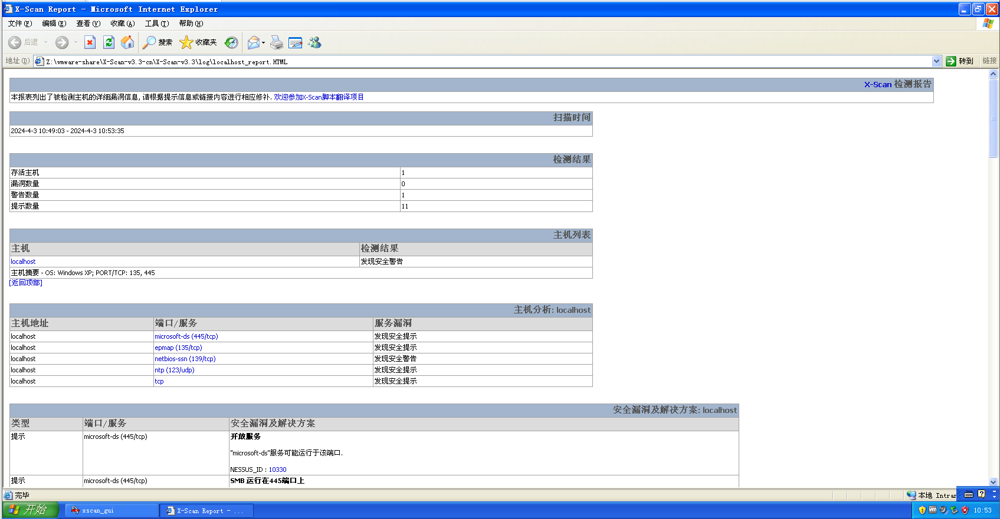 X-Scan Report - Microsoft Internet Explorer
文件(F) 编辑(E) 查看(V) 收藏(A) 工具(T) 帮助(H)
后退 搜索 收藏夹
地址(D) Z:\vmware-share\X-Scan-v3.3-cn\X-Scan-v3.3\log\localhost_report.HTML 转到 链接
X-Scan 检测报告
本报表列出了被检测主机的详细漏洞信息, 请根据提示信息或链接内容进行相应修补. 欢迎参加X-Scan脚本翻译项目
扫描时间
2024-4-3 10:49:03 - 2024-4-3 10:53:35
检测结果
存活主机 1
漏洞数量 0
警告数量 1
提示数量 11
主机列表
主机 检测结果
localhost 发现安全警告
主机摘要 - OS: Windows XP; PORT/TCP: 135, 445
[返回顶部]
主机分析: localhost
主机地址 端口/服务 服务漏洞
localhost microsoft-ds (445/tcp) 发现安全提示
localhost epmap (135/tcp) 发现安全提示
localhost netbios-ssn (139/tcp) 发现安全警告
localhost ntp (123/udp) 发现安全提示
localhost tcp 发现安全提示
安全漏洞及解决方案: localhost
类型 端口/服务 安全漏洞及解决方案
提示 microsoft-ds (445/tcp) 开放服务
"microsoft-ds"服务可能运行于该端口.
NESSUS_ID : 10330
提示 microsoft-ds (445/tcp) SMB 运行在445端口上
完毕 本地 Intran
开始 xscan_gui X-Scan Report - ... 10:53